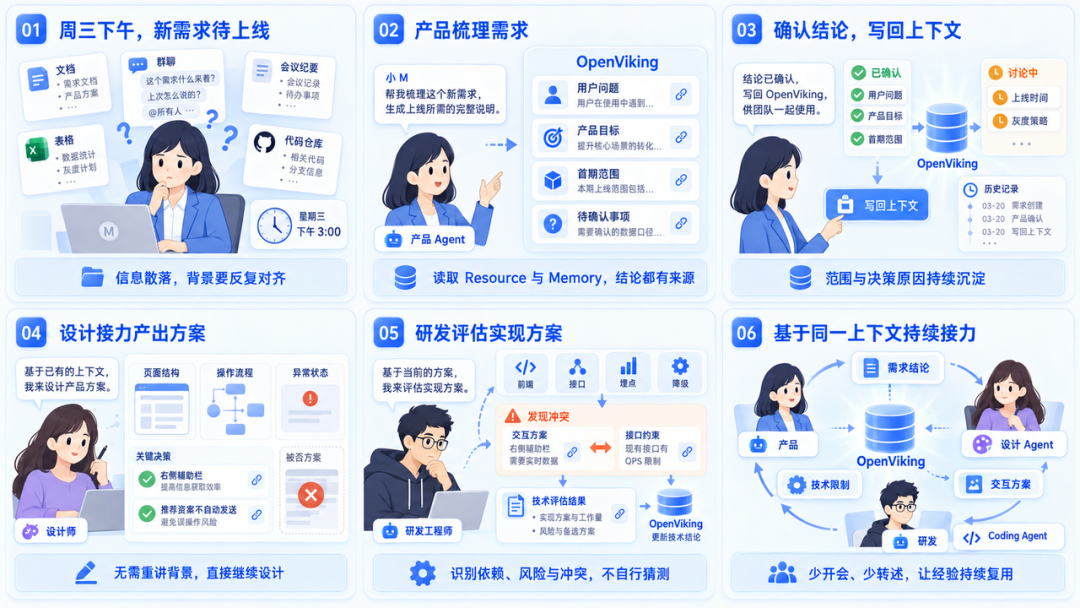 01 周三下午，新需求待上线
文档
• 需求文档
• 产品方案
• ···
群聊
这个需求什么来着?
上次怎么说的?
@所有人 ···
会议纪要
• 会议记录
• 待办事项
• ···
表格
• 数据统计
• 灰度计划
• ···
代码仓库
• 相关代码
• 分支信息
• ···
M
星期三
下午 3:00
信息散落，背景要反复对齐
02 产品梳理需求
小 M
帮我梳理这个新需求，
生成上线所需的完整说明。
产品 Agent
OpenViking
用户问题
用户在使用中遇到...
产品目标
提升核心场景的转化...
首期范围
本期上线范围包括...
待确认事项
需要确认的数据口径...
读取 Resource 与 Memory，结论都有来源
03 确认结论，写回上下文
结论已确认，
写回 OpenViking，
供团队一起使用。
已确认
用户问题
产品目标
首期范围
OpenViking
讨论中
上线时间
灰度策略
···
写回上下文
历史记录
03-20 需求创建
03-20 产品确认
03-20 写回上下文
···
范围与决策原因持续沉淀
04 设计接力产出方案
基于已有的上下文，
我来设计产品方案。
设计师
页面结构
操作流程
异常状态
关键决策
右侧辅助栏
提高信息获取效率
推荐资案不自动发送
避免误操作风险
被否方案
无需重讲背景，直接继续设计
05 研发评估实现方案
基于当前的方案，
我来评估实现方案。
研发工程师
前端
接口
埋点
降级
发现冲突
交互方案
右侧辅助栏
需要实时数据
接口约束
现有接口有
QPS 限制
技术评估结果
• 实现方案与工作量
• 风险与备选方案
OpenViking
更新技术结论
识别依赖、风险与冲突，不自行猜测
06 基于同一上下文持续接力
需求结论
产品
OpenViking
设计 Agent
技术限制
交互方案
研发
Coding Agent
少开会、少转述，让经验持续复用